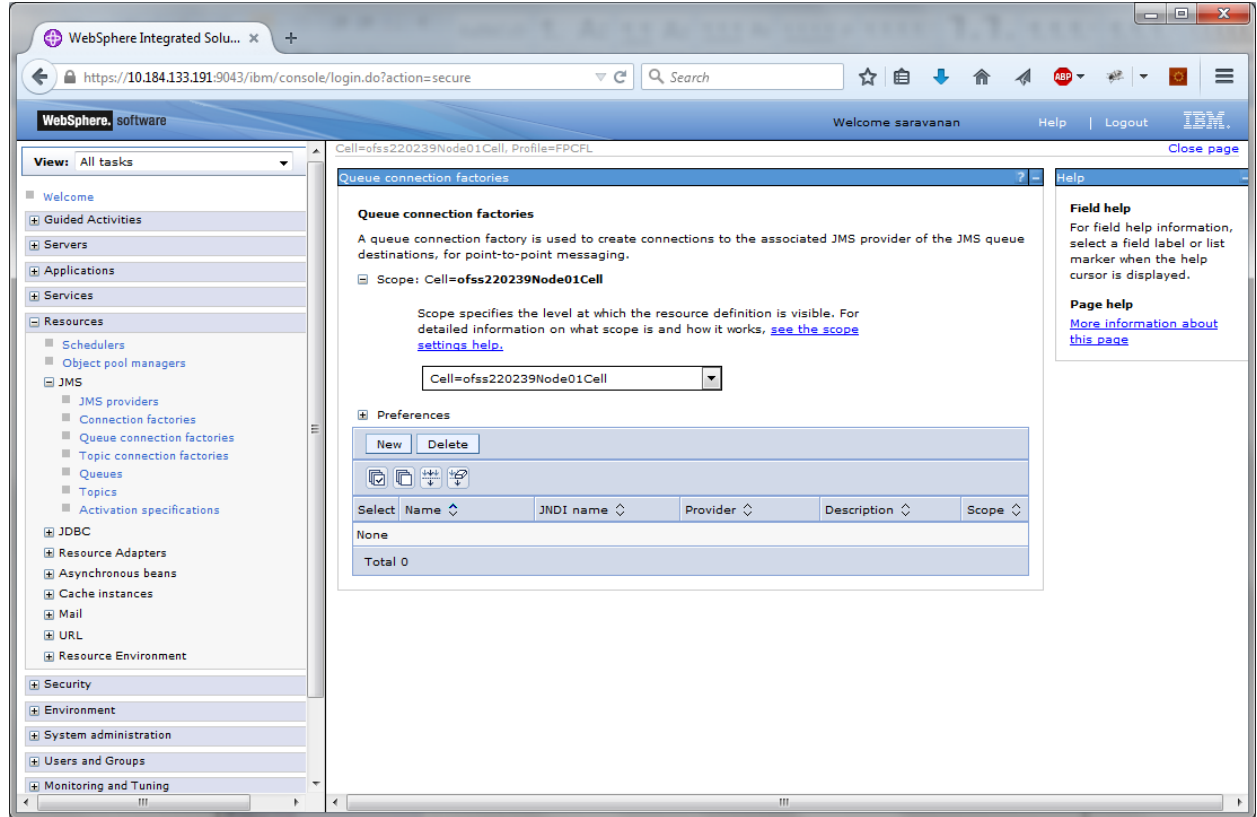 WebSphere Integrated Solu...
https://10.184.133.191:9043/ibm/console/login.do?action=secure
Search
ABP
WebSphere. software
Welcome saravanan
Help | Logout
IBM.
View: All tasks
Welcome
Guided Activities
Servers
Applications
Services
Resources
Schedulers
Object pool managers
JMS
JMS providers
Connection factories
Queue connection factories
Topic connection factories
Queues
Topics
Activation specifications
JDBC
Resource Adapters
Asynchronous beans
Cache instances
Mail
URL
Resource Environment
Security
Environment
System administration
Users and Groups
Monitoring and Tuning
Cell=ofss220239Node01Cell, Profile=FPCFL
Close page
Queue connection factories
Queue connection factories
A queue connection factory is used to create connections to the associated JMS provider of the JMS queue
destinations, for point-to-point messaging.
Scope: Cell=ofss220239Node01Cell
Scope specifies the level at which the resource definition is visible. For
detailed information on what scope is and how it works, see the scope
settings help.
Cell=ofss220239Node01Cell
Preferences
New Delete
Select Name JNDI name Provider Description Scope
None
Total 0
Help
Field help
For field help information,
select a field label or list
marker when the help
cursor is displayed.
Page help
More information about
this page